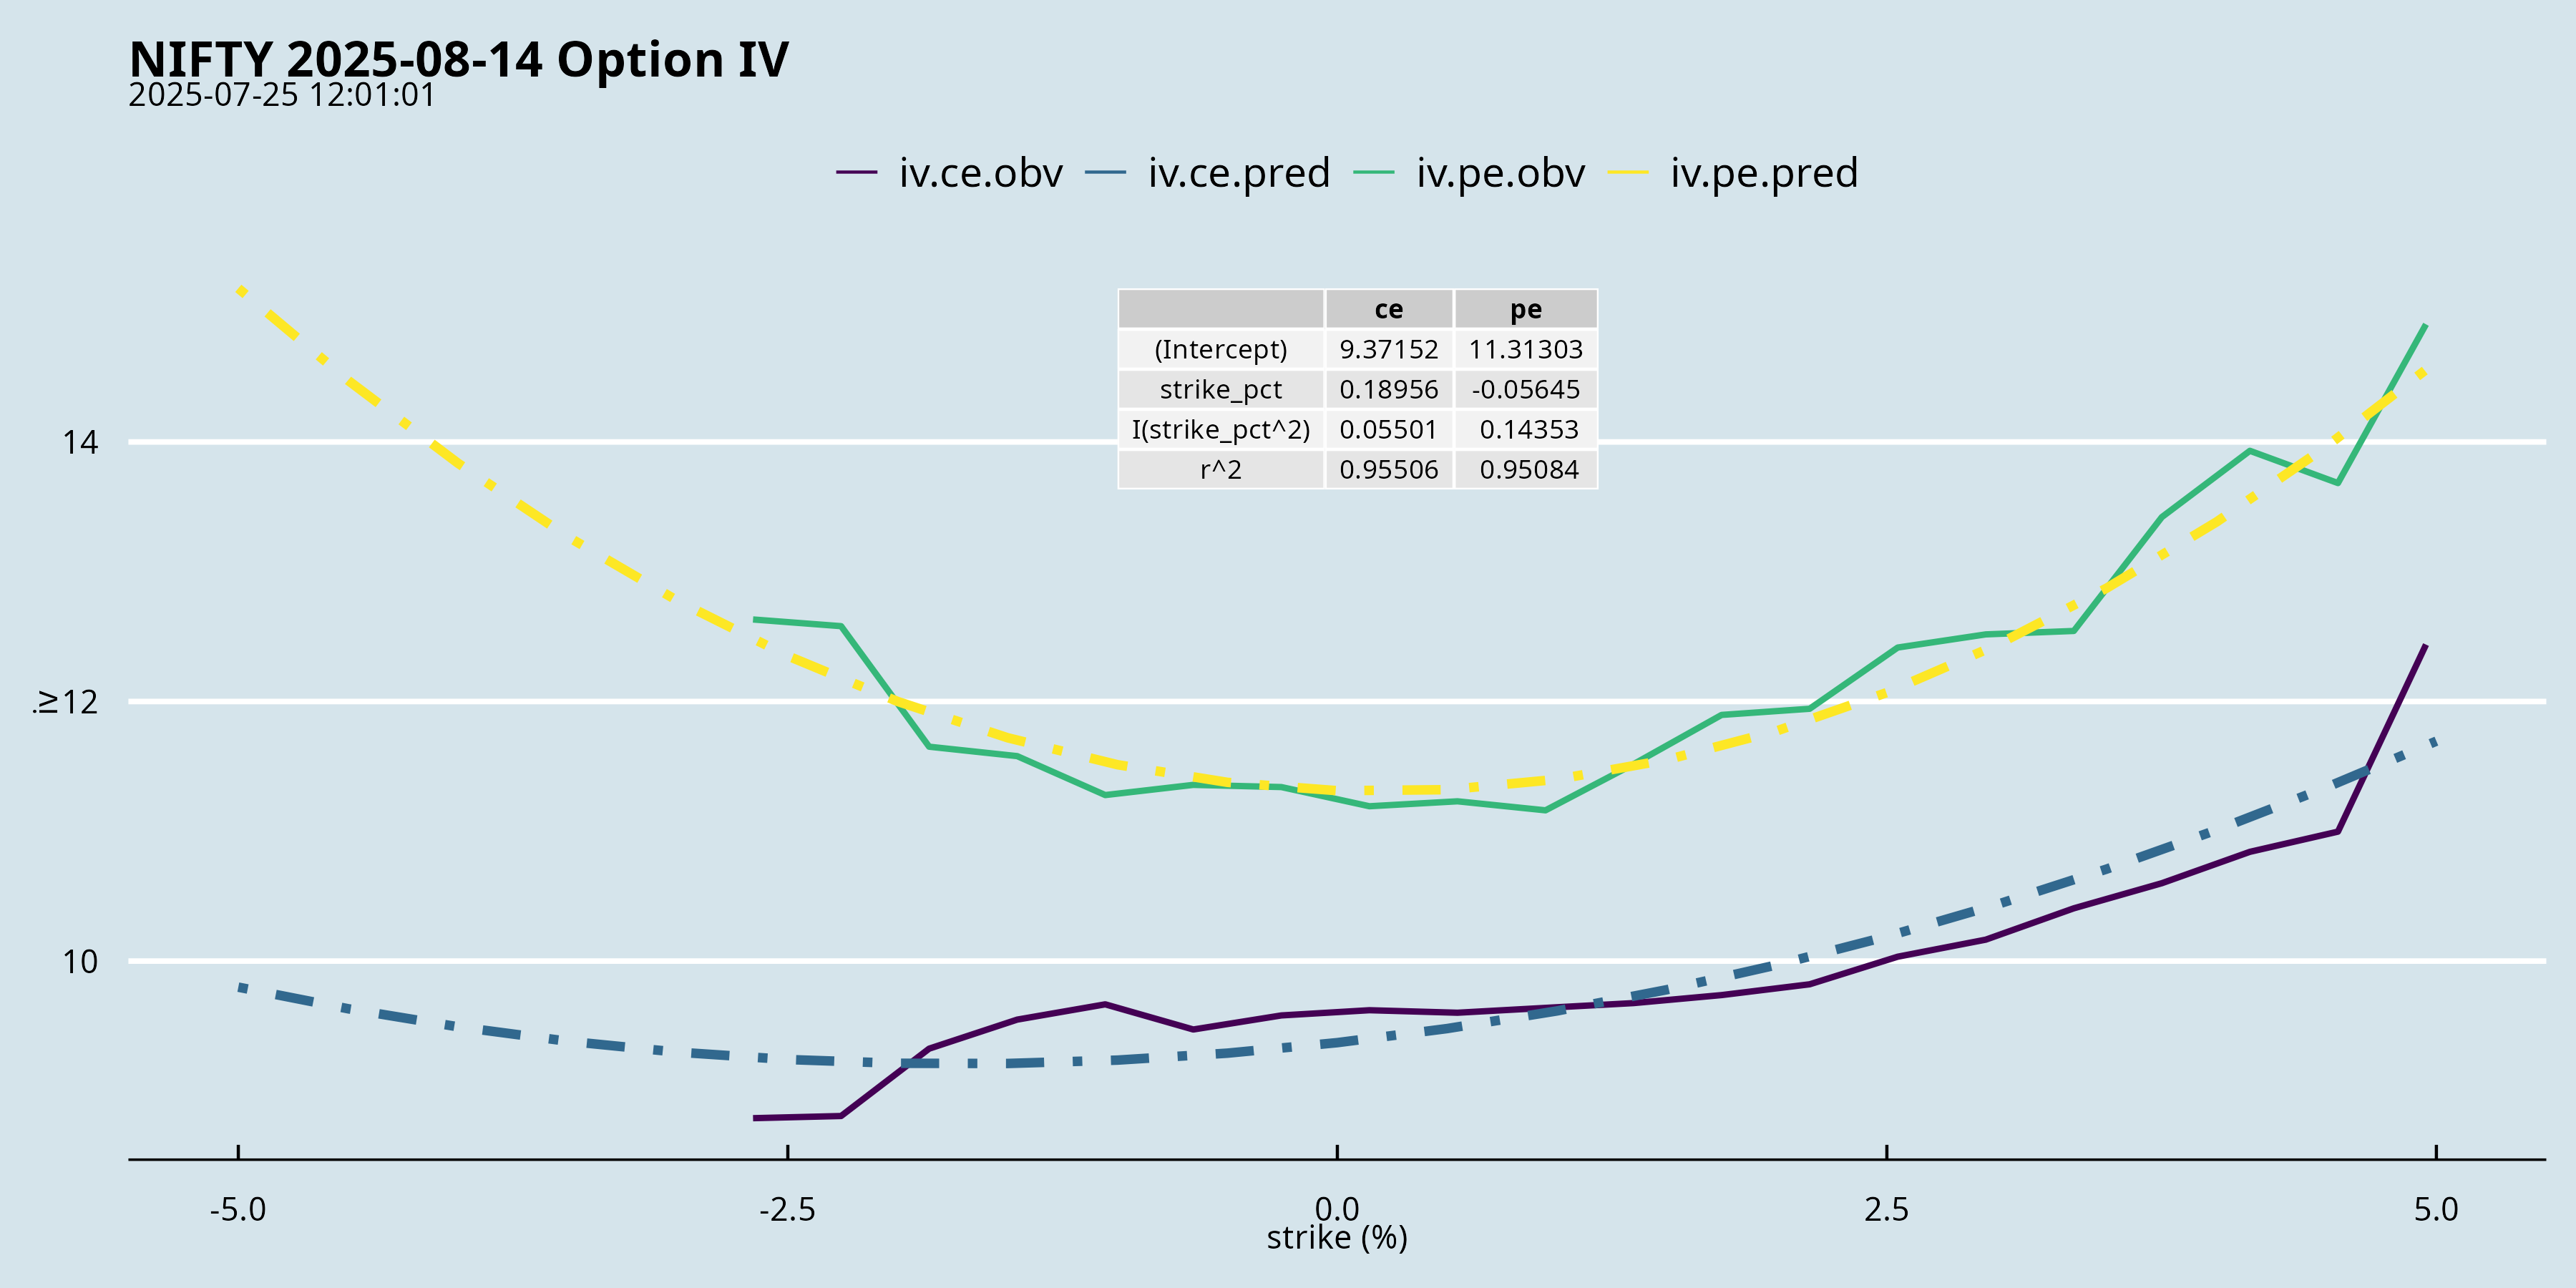 NIFTY 2025-08-14 Option IV
2025-07-25 12:01:01
iv.ce.obv iv.ce.pred iv.pe.obv iv.pe.pred
ce pe
(Intercept) 9.37152 11.31303
strike_pct 0.18956 -0.05645
I(strike_pct^2) 0.05501 0.14353
r^2 0.95506 0.95084
14
12
10
iv
-5.0 -2.5 0.0 2.5 5.0
strike (%)